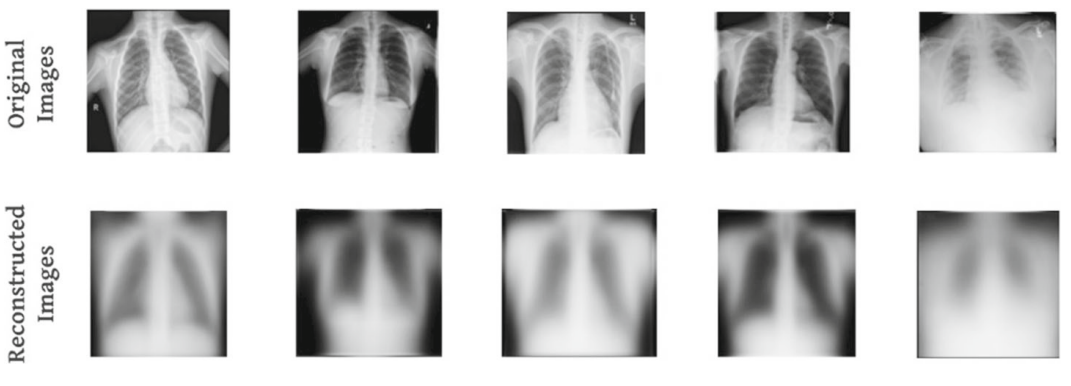 Original
Images
R
L
Reconstructed
Images